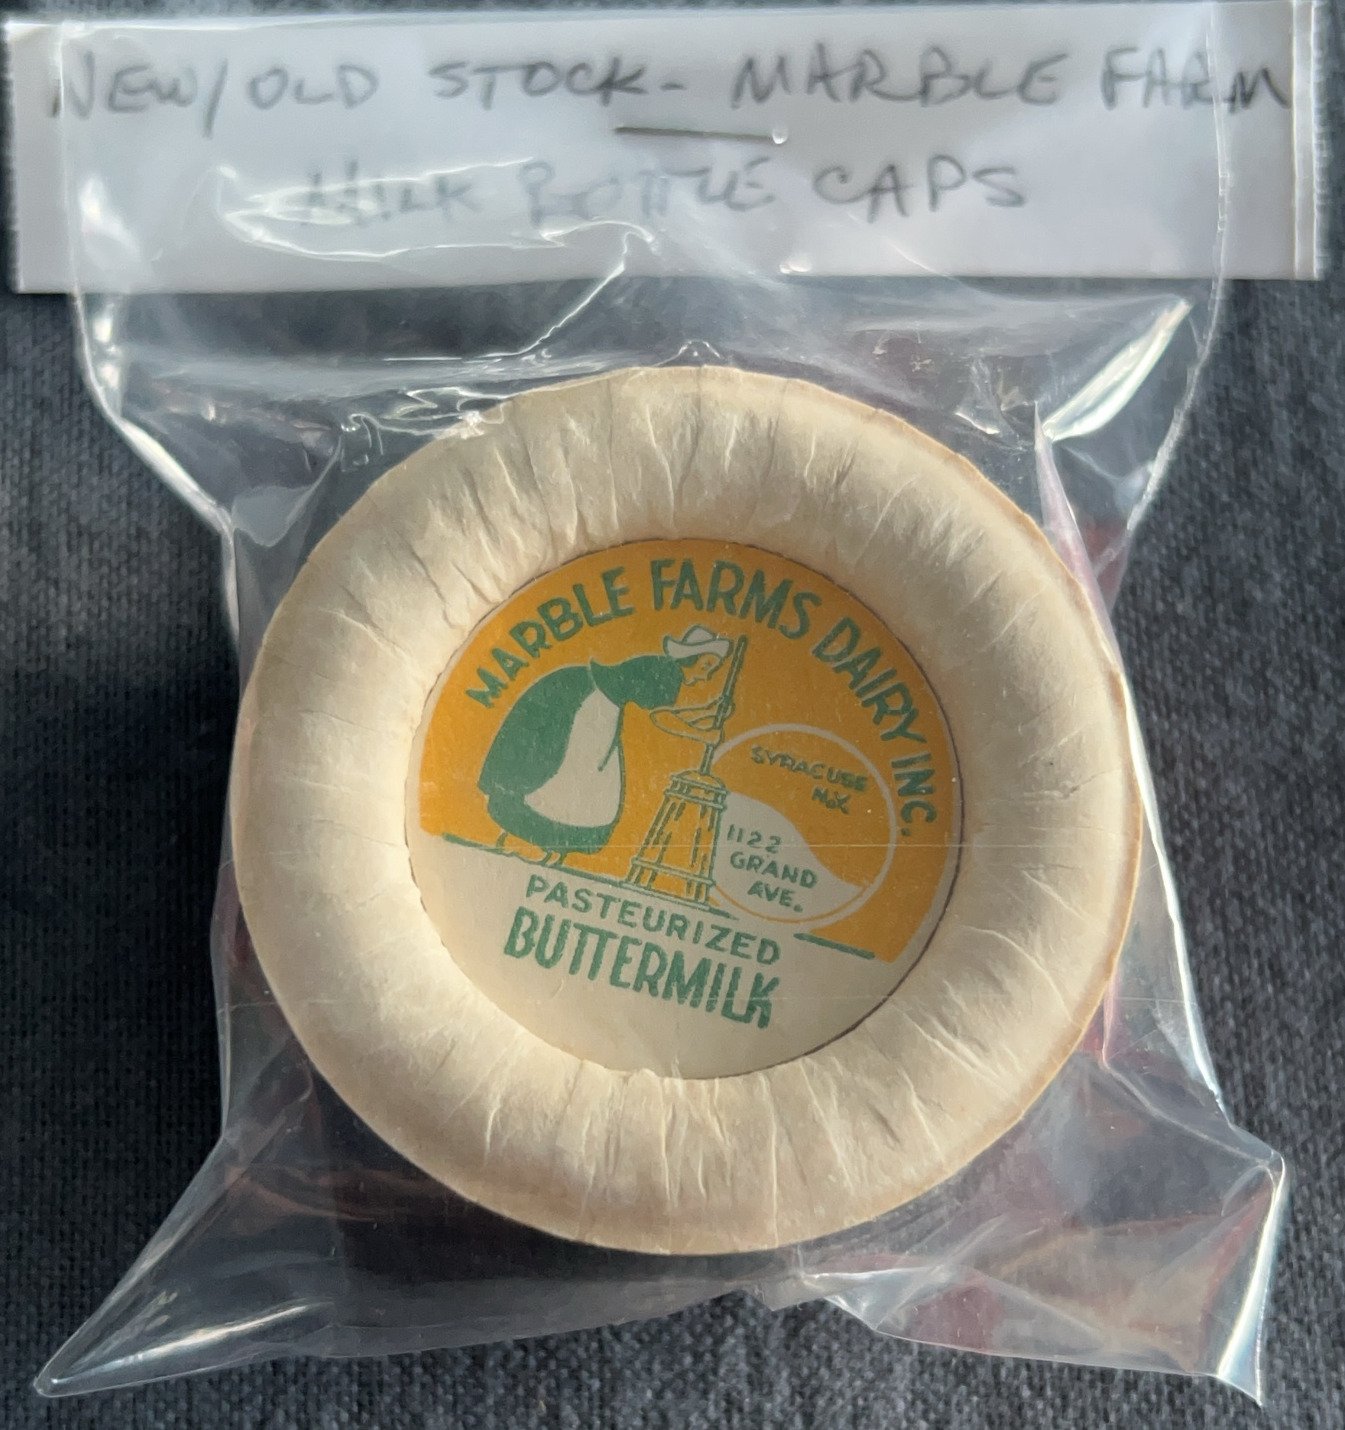 NEW/OLD STOCK- MARBLE FARM
MILK BOTTLE CAPS
MARBLE FARMS DAIRY INC.
SYRACUSE
N.Y.
1122
GRAND
AVE.
PASTEURIZED
BUTTERMILK